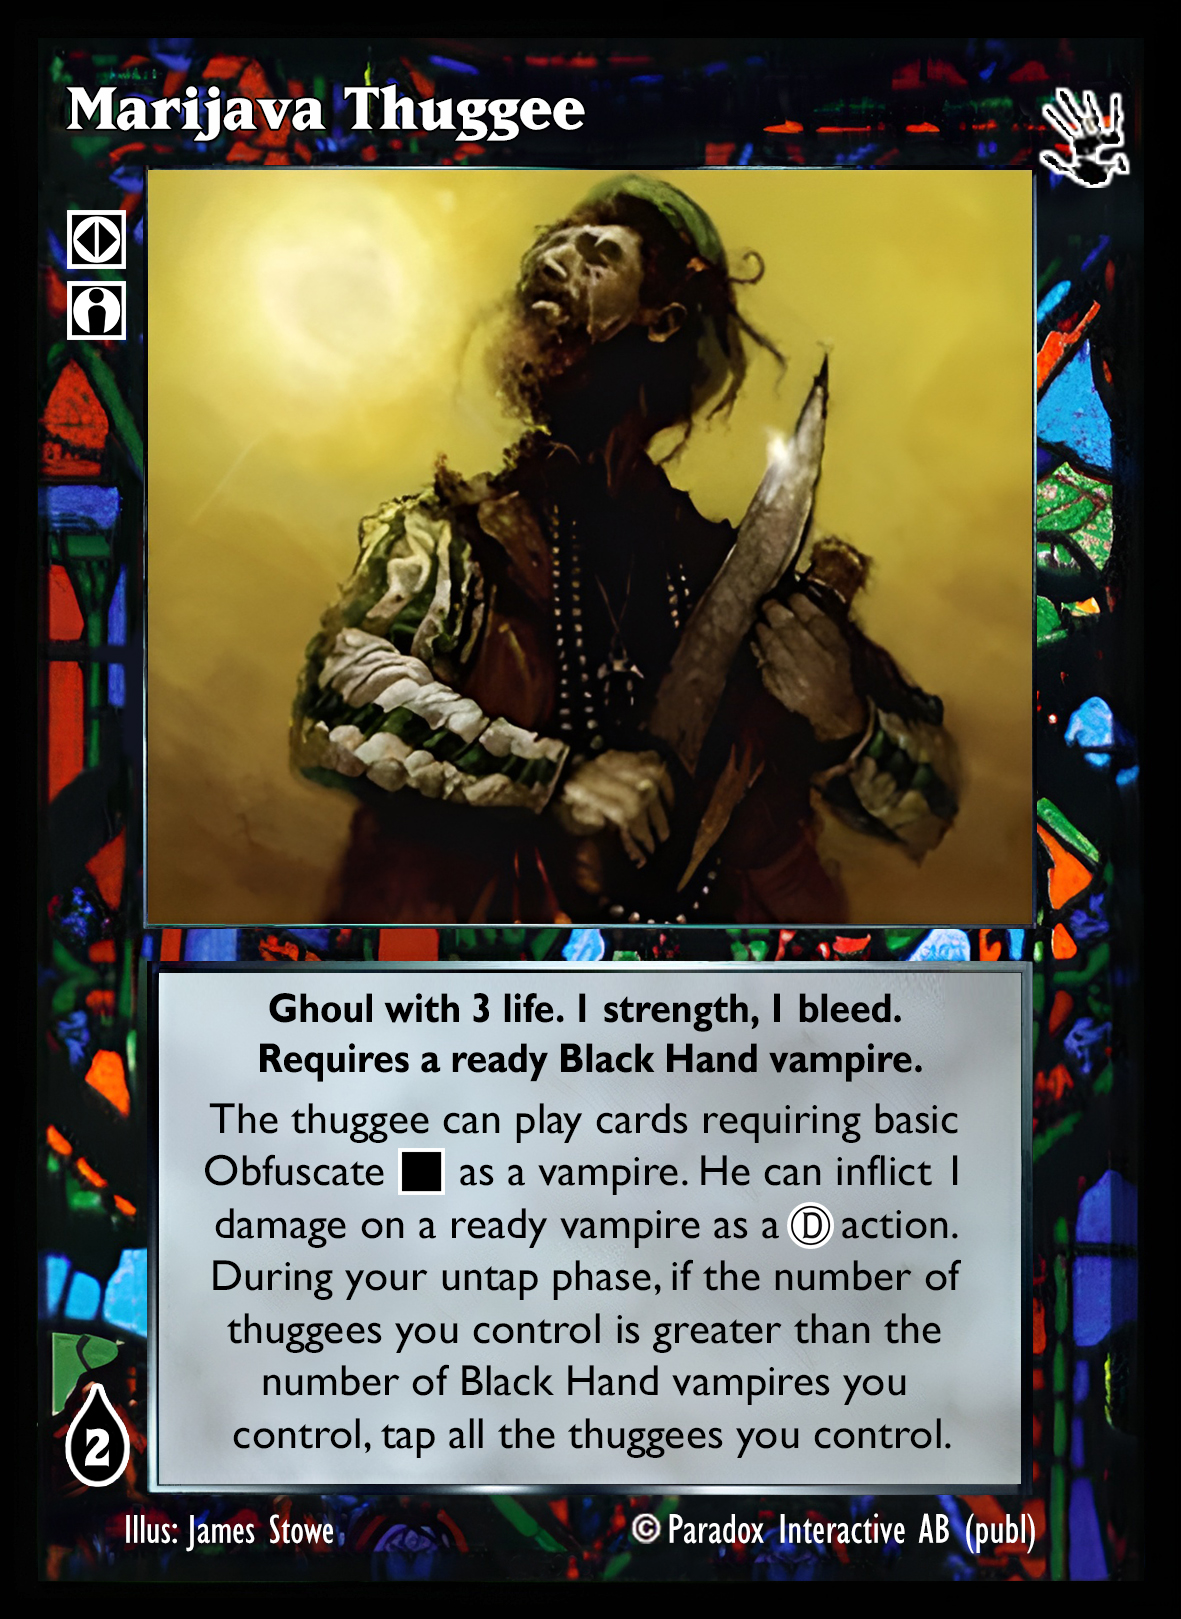 Marijava Thuggee
Ghoul with 3 life. 1 strength, 1 bleed.
Requires a ready Black Hand vampire.
The thuggee can play cards requiring basic
Obfuscate as a vampire. He can inflict 1
damage on a ready vampire as a Ⓓ action.
During your untap phase, if the number of
thuggees you control is greater than the
number of Black Hand vampires you
control, tap all the thuggees you control.
2
Illus: James Stowe
© Paradox Interactive AB (publ)